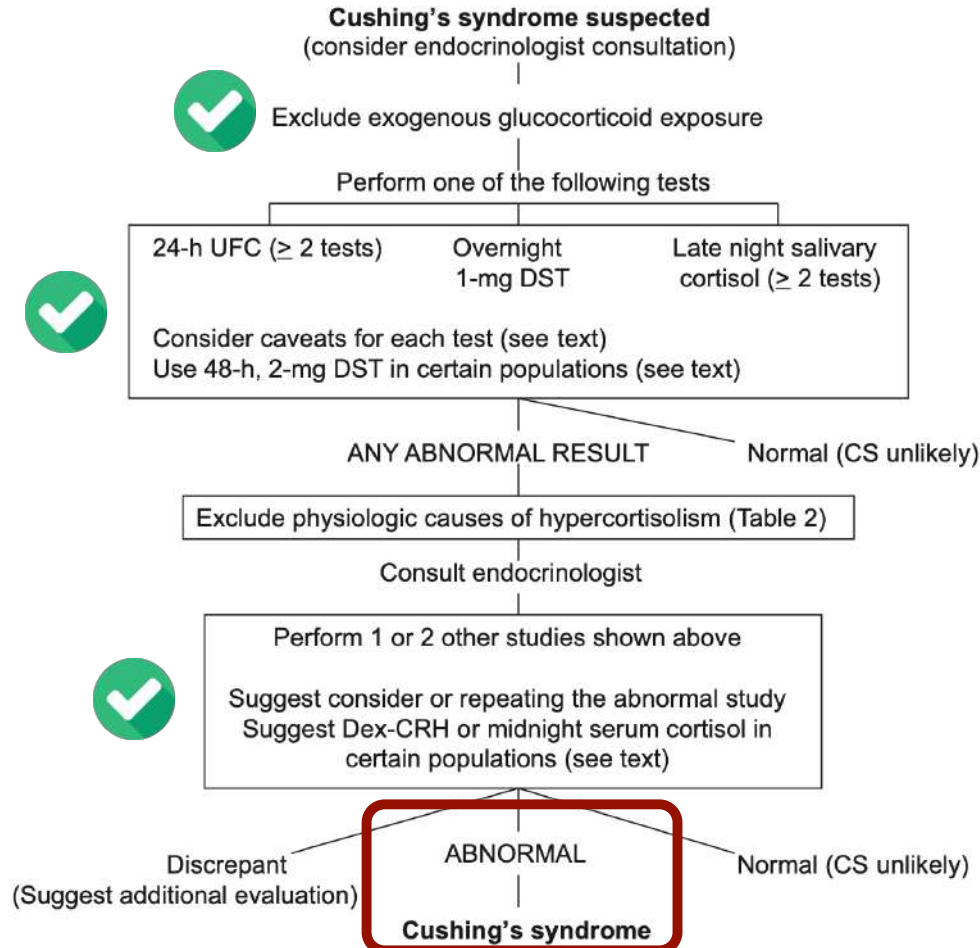 Cushing's syndrome suspected
(consider endocrinologist consultation)
Exclude exogenous glucocorticoid exposure
Perform one of the following tests
24-h UFC (≥ 2 tests)
Overnight
1-mg DST
Late night salivary
cortisol (≥ 2 tests)
Consider caveats for each test (see text)
Use 48-h, 2-mg DST in certain populations (see text)
ANY ABNORMAL RESULT
Normal (CS unlikely)
Exclude physiologic causes of hypercortisolism (Table 2)
Consult endocrinologist
Perform 1 or 2 other studies shown above
Suggest consider or repeating the abnormal study
Suggest Dex-CRH or midnight serum cortisol in
certain populations (see text)
Discrepant
(Suggest additional evaluation)
ABNORMAL
Normal (CS unlikely)
Cushing's syndrome